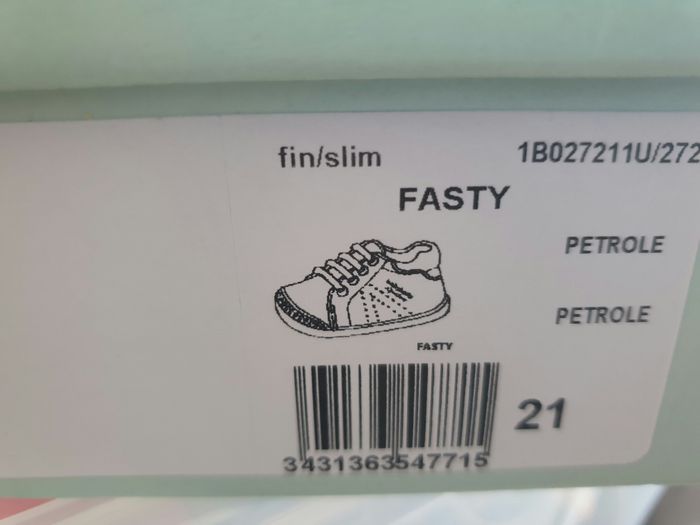 fin/slim 1B027211U/272
FASTY
PETROLE
PETROLE
FASTY
21
3431363547715